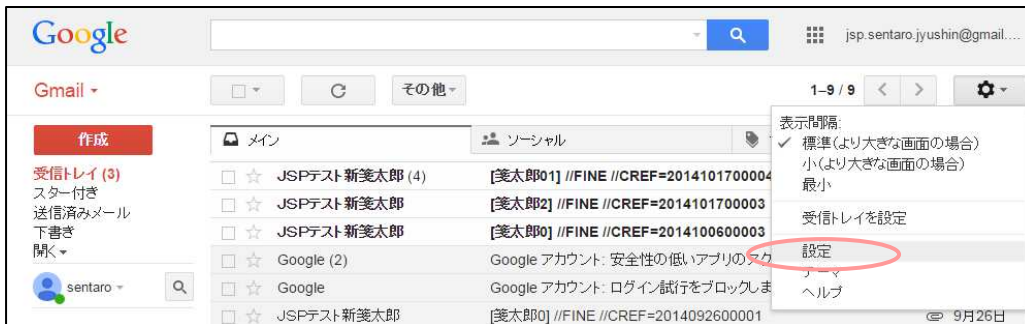 Google
jsp.sentaro.jyushin@gmail....
Gmail
その他
1–9 / 9
作成
メイン
ソーシャル
表示間隔:
標準(より大きな画面の場合)
小(より大きな画面の場合)
最小
受信トレイを設定
設定
テーマ
ヘルプ
受信トレイ (3)
スター付き
送信済みメール
下書き
開く
sentaro
JSPテスト新箋太郎 (4) [箋太郎01] //FINE //CREF=2014101700004
JSPテスト新箋太郎 [箋太郎2] //FINE //CREF=2014101700003
JSPテスト新箋太郎 [箋太郎0] //FINE //CREF=2014100600003
Google (2) Google アカウント: 安全性の低いアプリのアク
Google Google アカウント: ログイン試行をブロックしま
JSPテスト新箋太郎 [箋太郎0] //FINE //CREF=2014092600001 9月26日